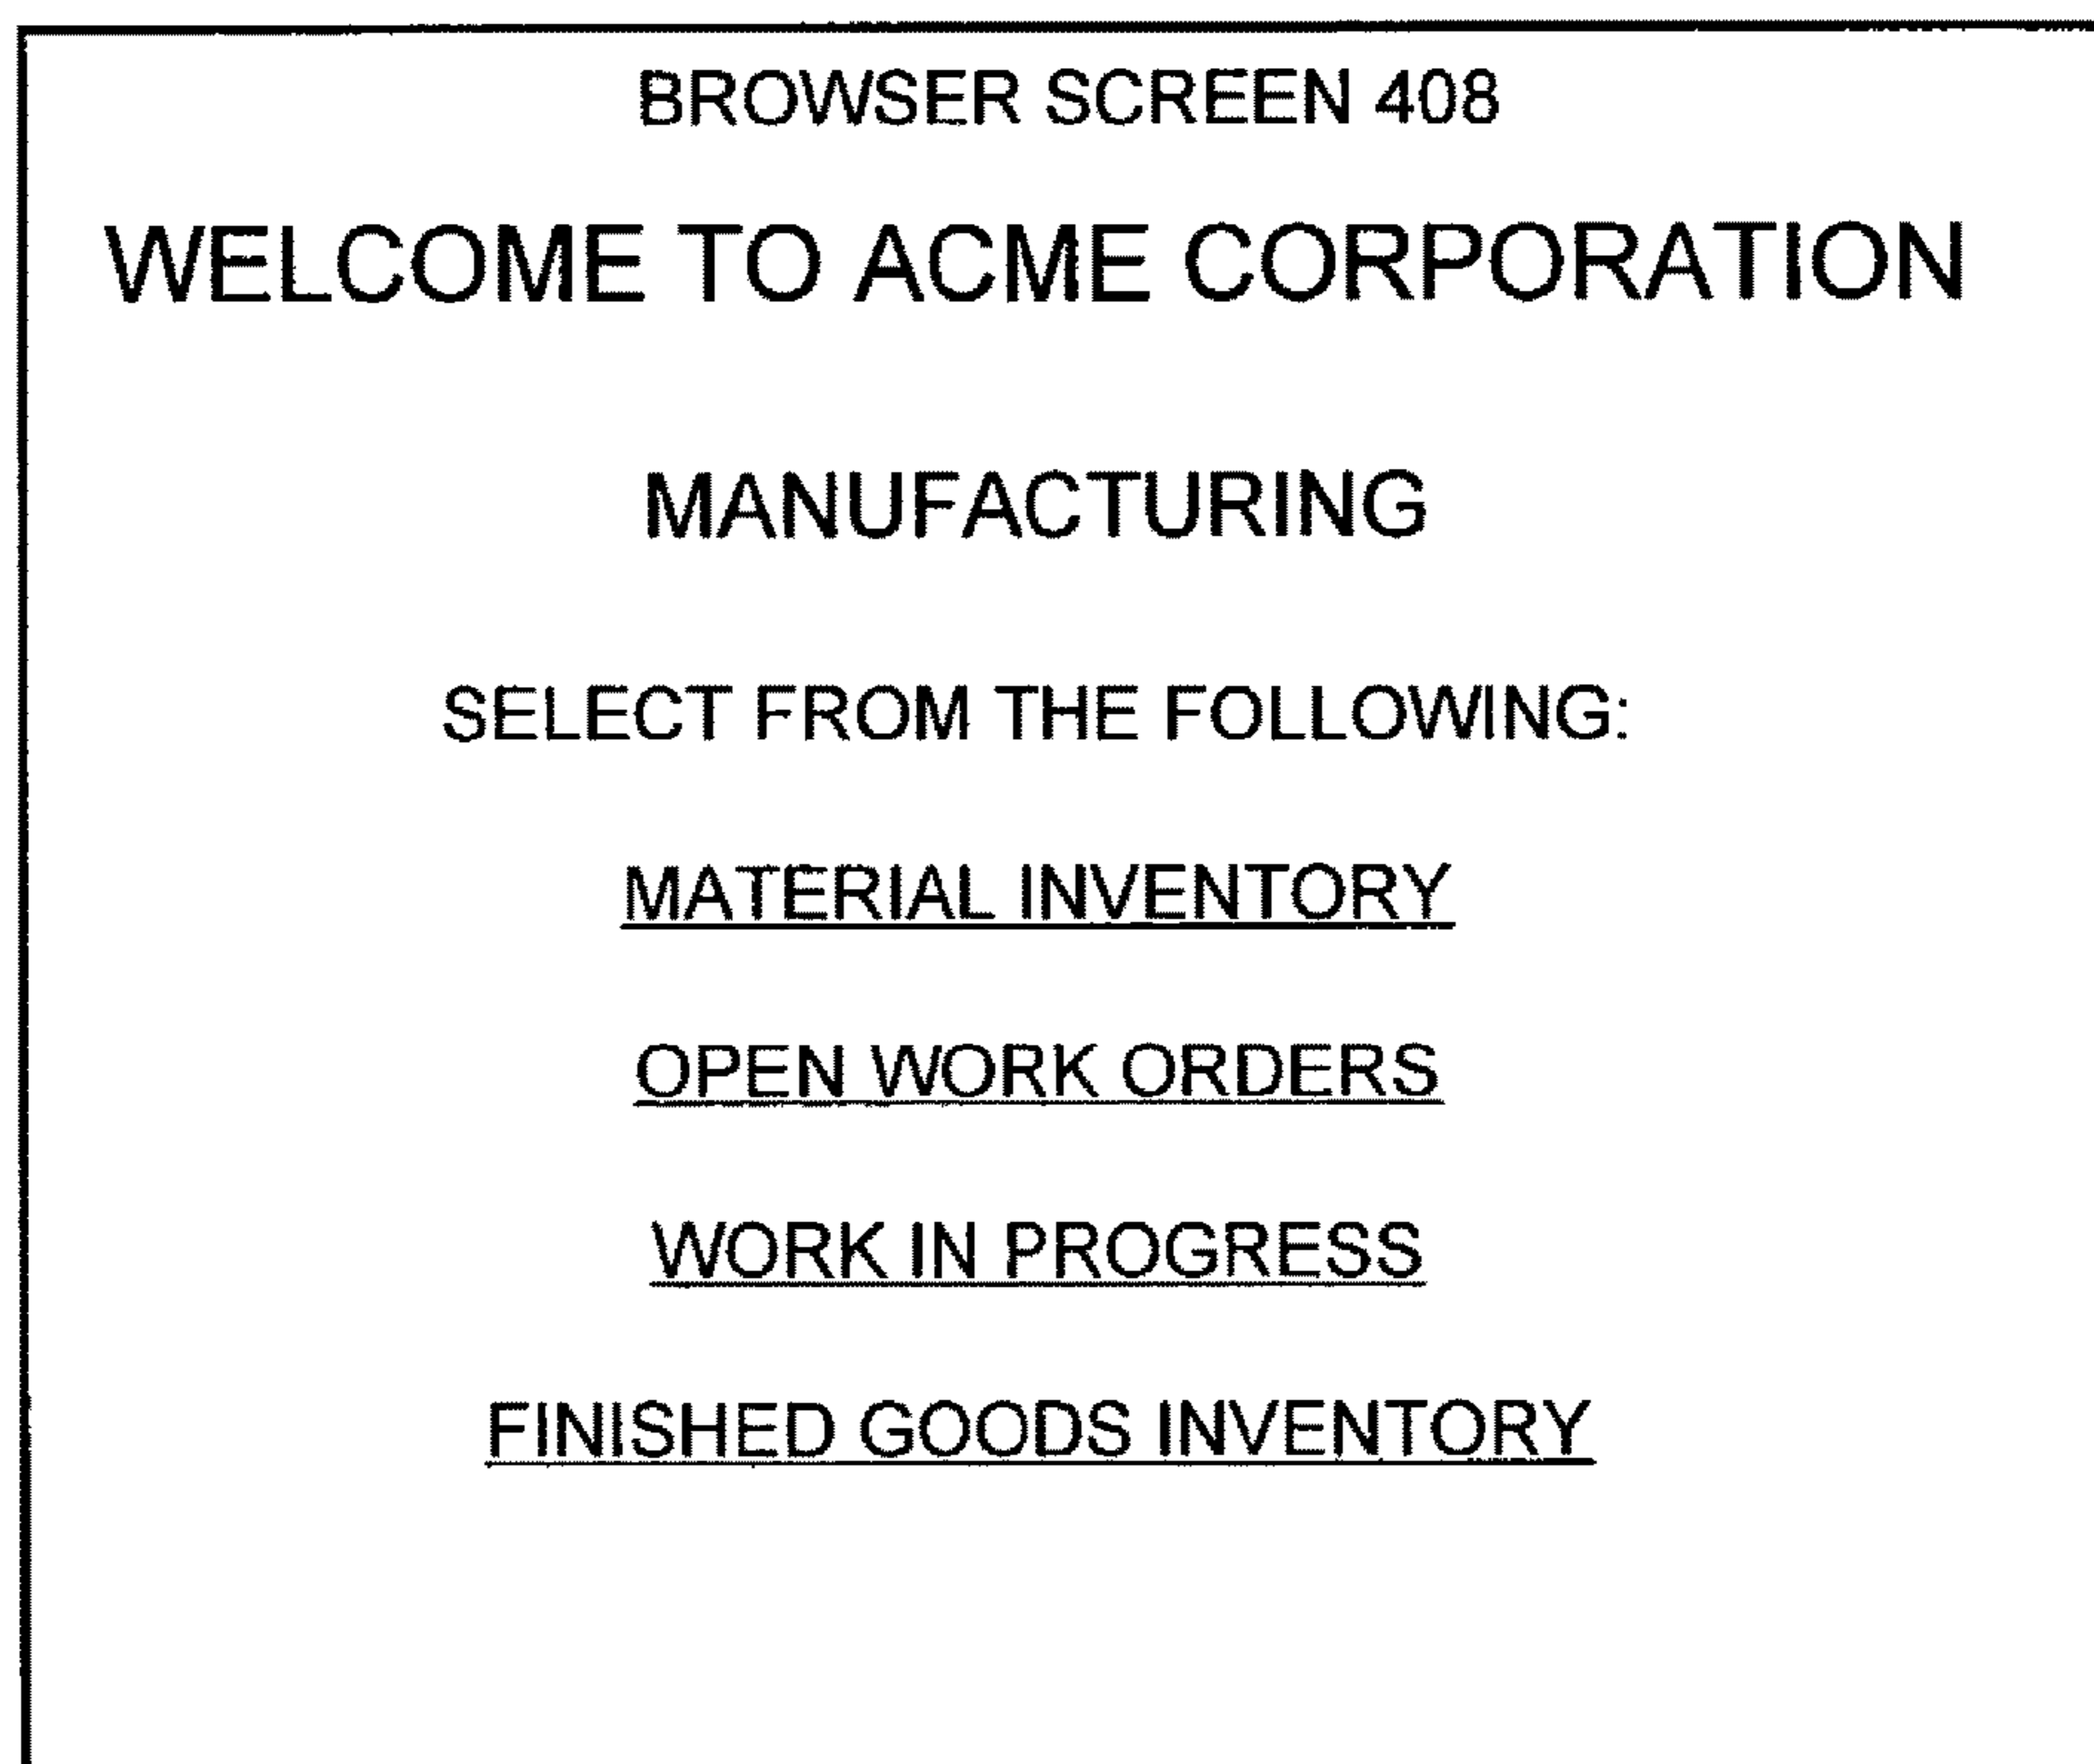 BROWSER SCREEN 408
WELCOME TO ACME CORPORATION
MANUFACTURING
SELECT FROM THE FOLLOWING:
MATERIAL INVENTORY
OPEN WORK ORDERS
WORK IN PROGRESS
FINISHED GOODS INVENTORY